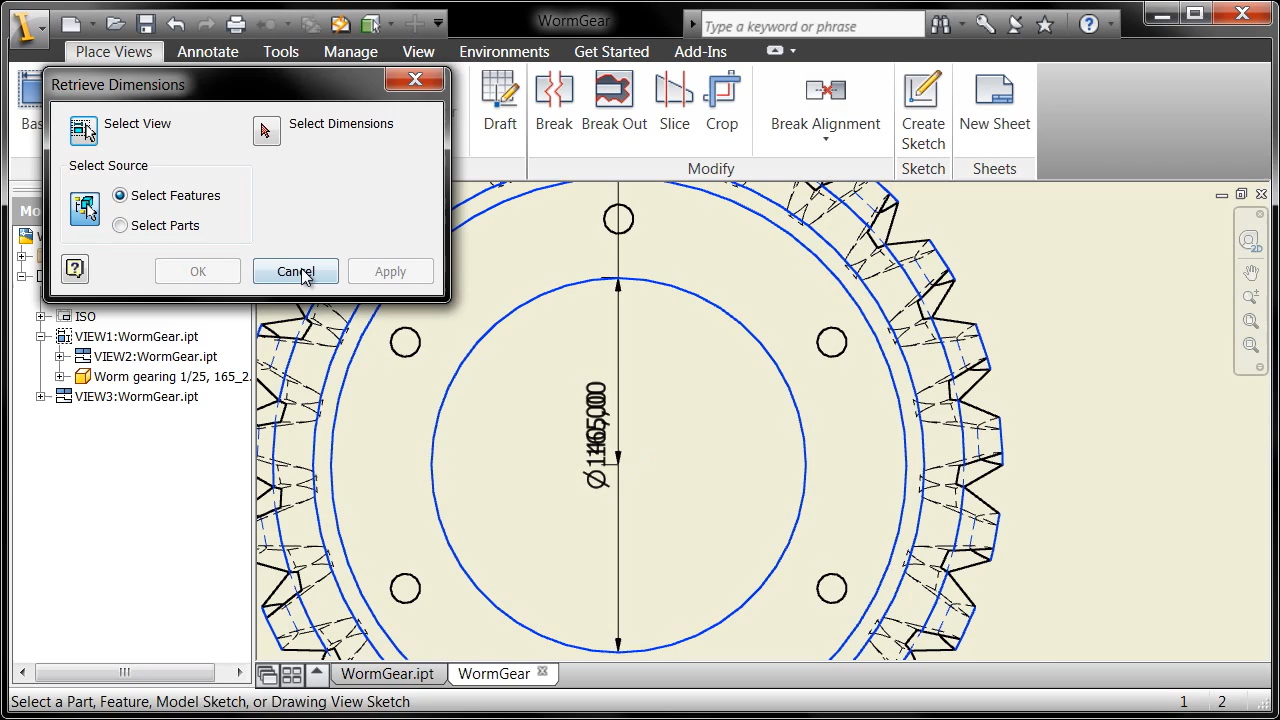 WormGear
Type a keyword or phrase
Place Views
Annotate
Tools
Manage
View
Environments
Get Started
Add-Ins
Retrieve Dimensions
Select View
Select Dimensions
Select Source
Select Features
Select Parts
OK
Cancel
Apply
Draft
Break
Break Out
Slice
Crop
Break Alignment
Create
Sketch
New Sheet
Modify
Sketch
Sheets
2D
ISO
VIEW1:WormGear.ipt
VIEW2:WormGear.ipt
Worm gearing 1/25, 165_2.
VIEW3:WormGear.ipt
WormGear.ipt
WormGear
Select a Part, Feature, Model Sketch, or Drawing View Sketch
1
2